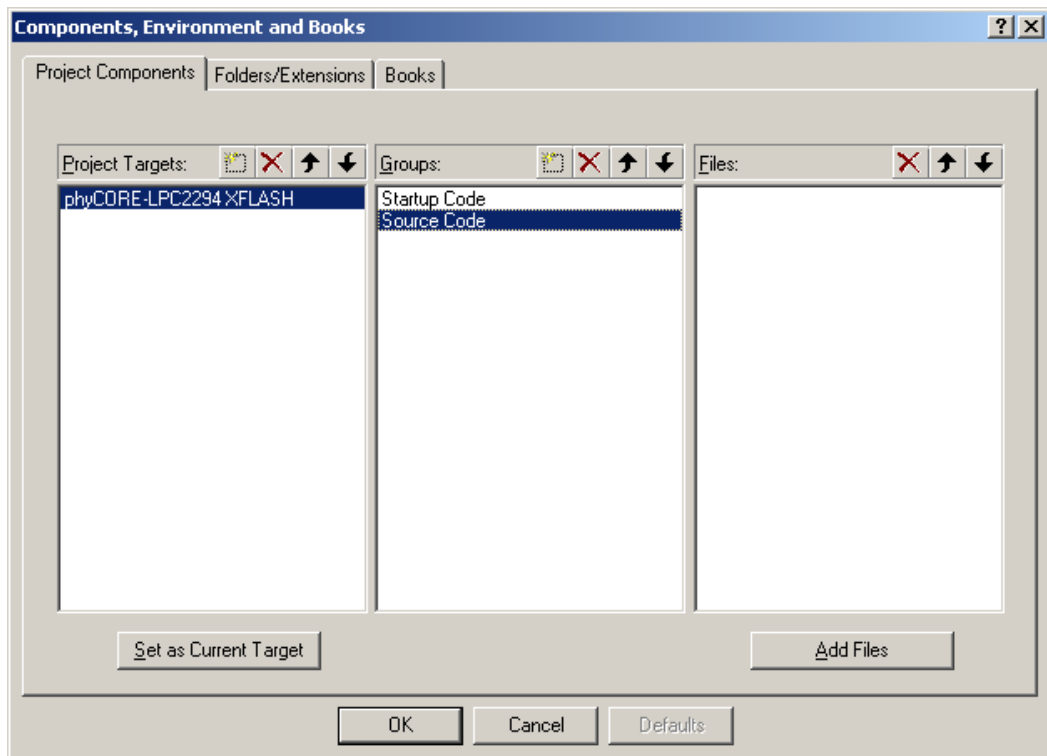 Components, Environment and Books
Project Components
Folders/Extensions
Books
Project Targets:
Groups:
Files:
phyCORE-LPC2294 XFLASH
Startup Code
Source Code
Set as Current Target
Add Files
OK
Cancel
Defaults